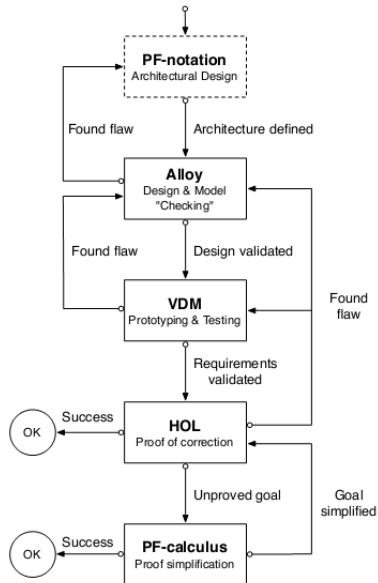 PF-notation
Architectural Design
Found flaw
Architecture defined
Alloy
Design & Model
"Checking"
Found flaw
Design validated
Found
flaw
VDM
Prototyping & Testing
Requirements
validated
Success
OK
HOL
Proof of correction
Unproved goal
Goal
simplified
Success
OK
PF-calculus
Proof simplification